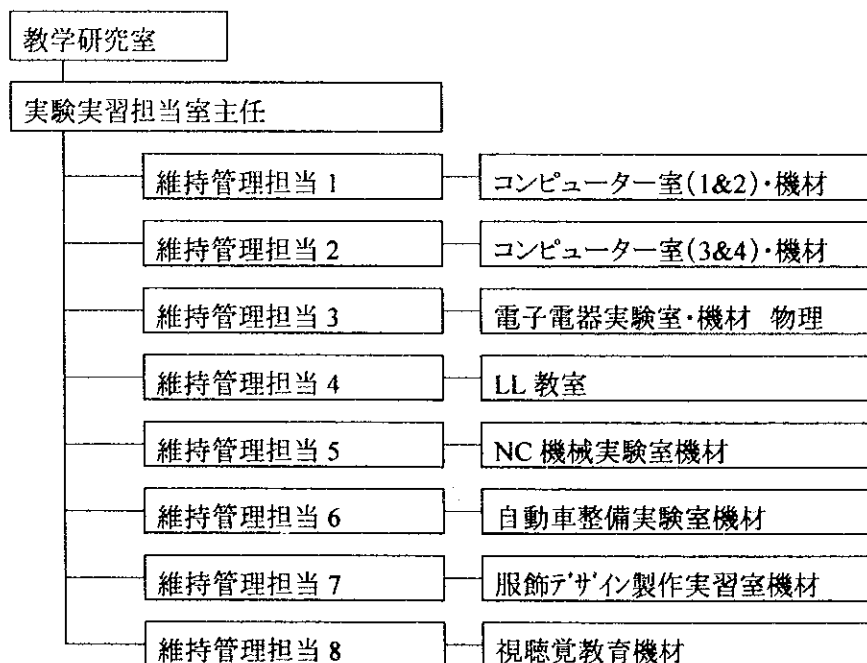 教学研究室
実験実習担当室主任
維持管理担当 1 コンピューター室(1&2)・機材
維持管理担当 2 コンピューター室(3&4)・機材
維持管理担当 3 電子電器実験室・機材 物理
維持管理担当 4 LL 教室
維持管理担当 5 NC 機械実験室機材
維持管理担当 6 自動車整備実験室機材
維持管理担当 7 服飾ﾃﾞｻﾞｲﾝ製作実習室機材
維持管理担当 8 視聴覚教育機材